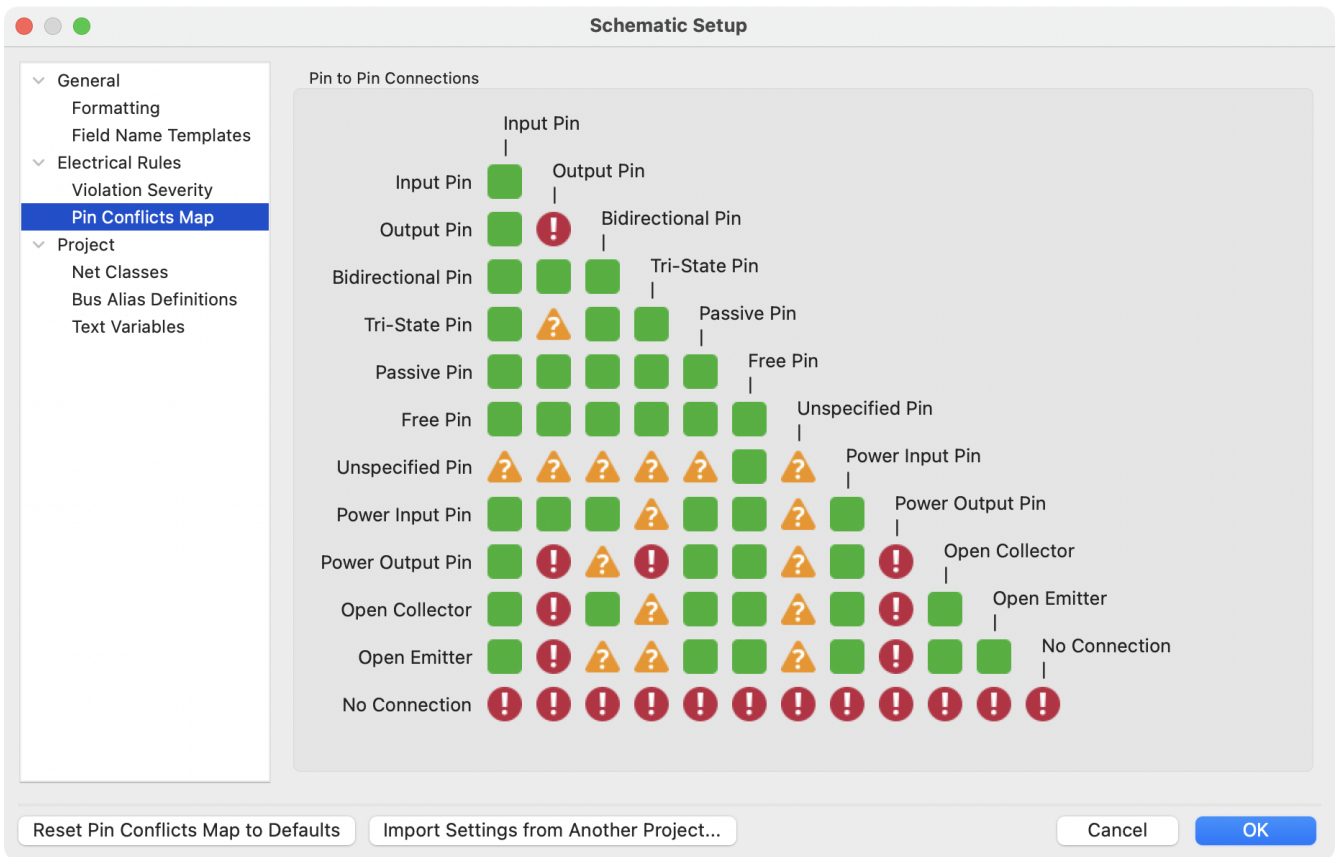 Schematic Setup
General
Formatting
Field Name Templates
Electrical Rules
Violation Severity
Pin Conflicts Map
Project
Net Classes
Bus Alias Definitions
Text Variables
Pin to Pin Connections
Input Pin
Input Pin
Output Pin
Output Pin
Bidirectional Pin
Bidirectional Pin
Tri-State Pin
Tri-State Pin
Passive Pin
Passive Pin
Free Pin
Free Pin
Unspecified Pin
Unspecified Pin
Power Input Pin
Power Input Pin
Power Output Pin
Power Output Pin
Open Collector
Open Collector
Open Emitter
Open Emitter
No Connection
No Connection
Reset Pin Conflicts Map to Defaults
Import Settings from Another Project...
Cancel
OK